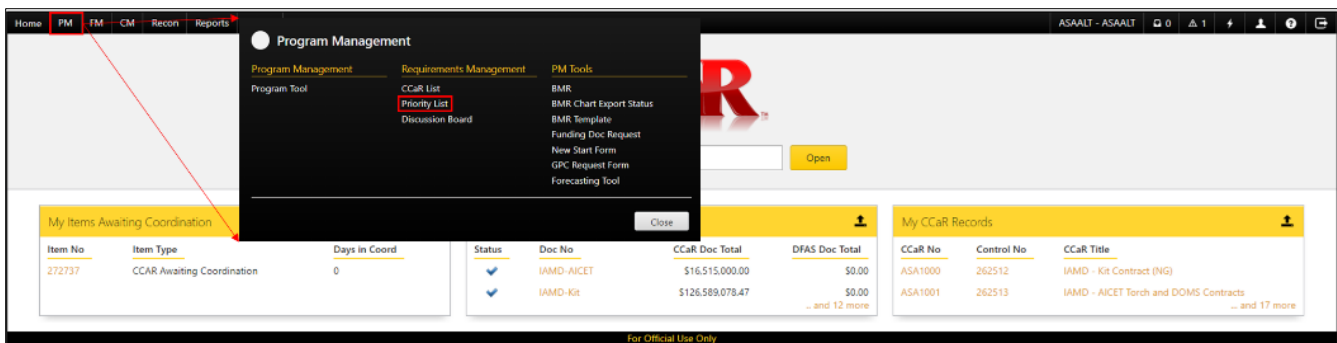 Home PM FM CM Recon Reports ASAALT - ASAALT 0 1
Program Management
Program Management Requirements Management PM Tools
Program Tool CCaR List BMR
Priority List BMR Chart Export Status
Discussion Board BMR Template
Funding Doc Request
New Start Form
GPC Request Form
Forecasting Tool
R™
Open
Close
My Items Awaiting Coordination My CCaR Records
Item No Item Type Days in Coord Status Doc No CCaR Doc Total DFAS Doc Total CCaR No Control No CCaR Title
272737 CCAR Awaiting Coordination 0 IAMD-AICET $16,515,000.00 $0.00 ASA1000 262512 IAMD - Kit Contract (NG)
IAMD-Kit $126,589,078.47 $0.00 ASA1001 262513 IAMD - AICET Torch and DOMS Contracts
... and 12 more ... and 17 more
For Official Use Only